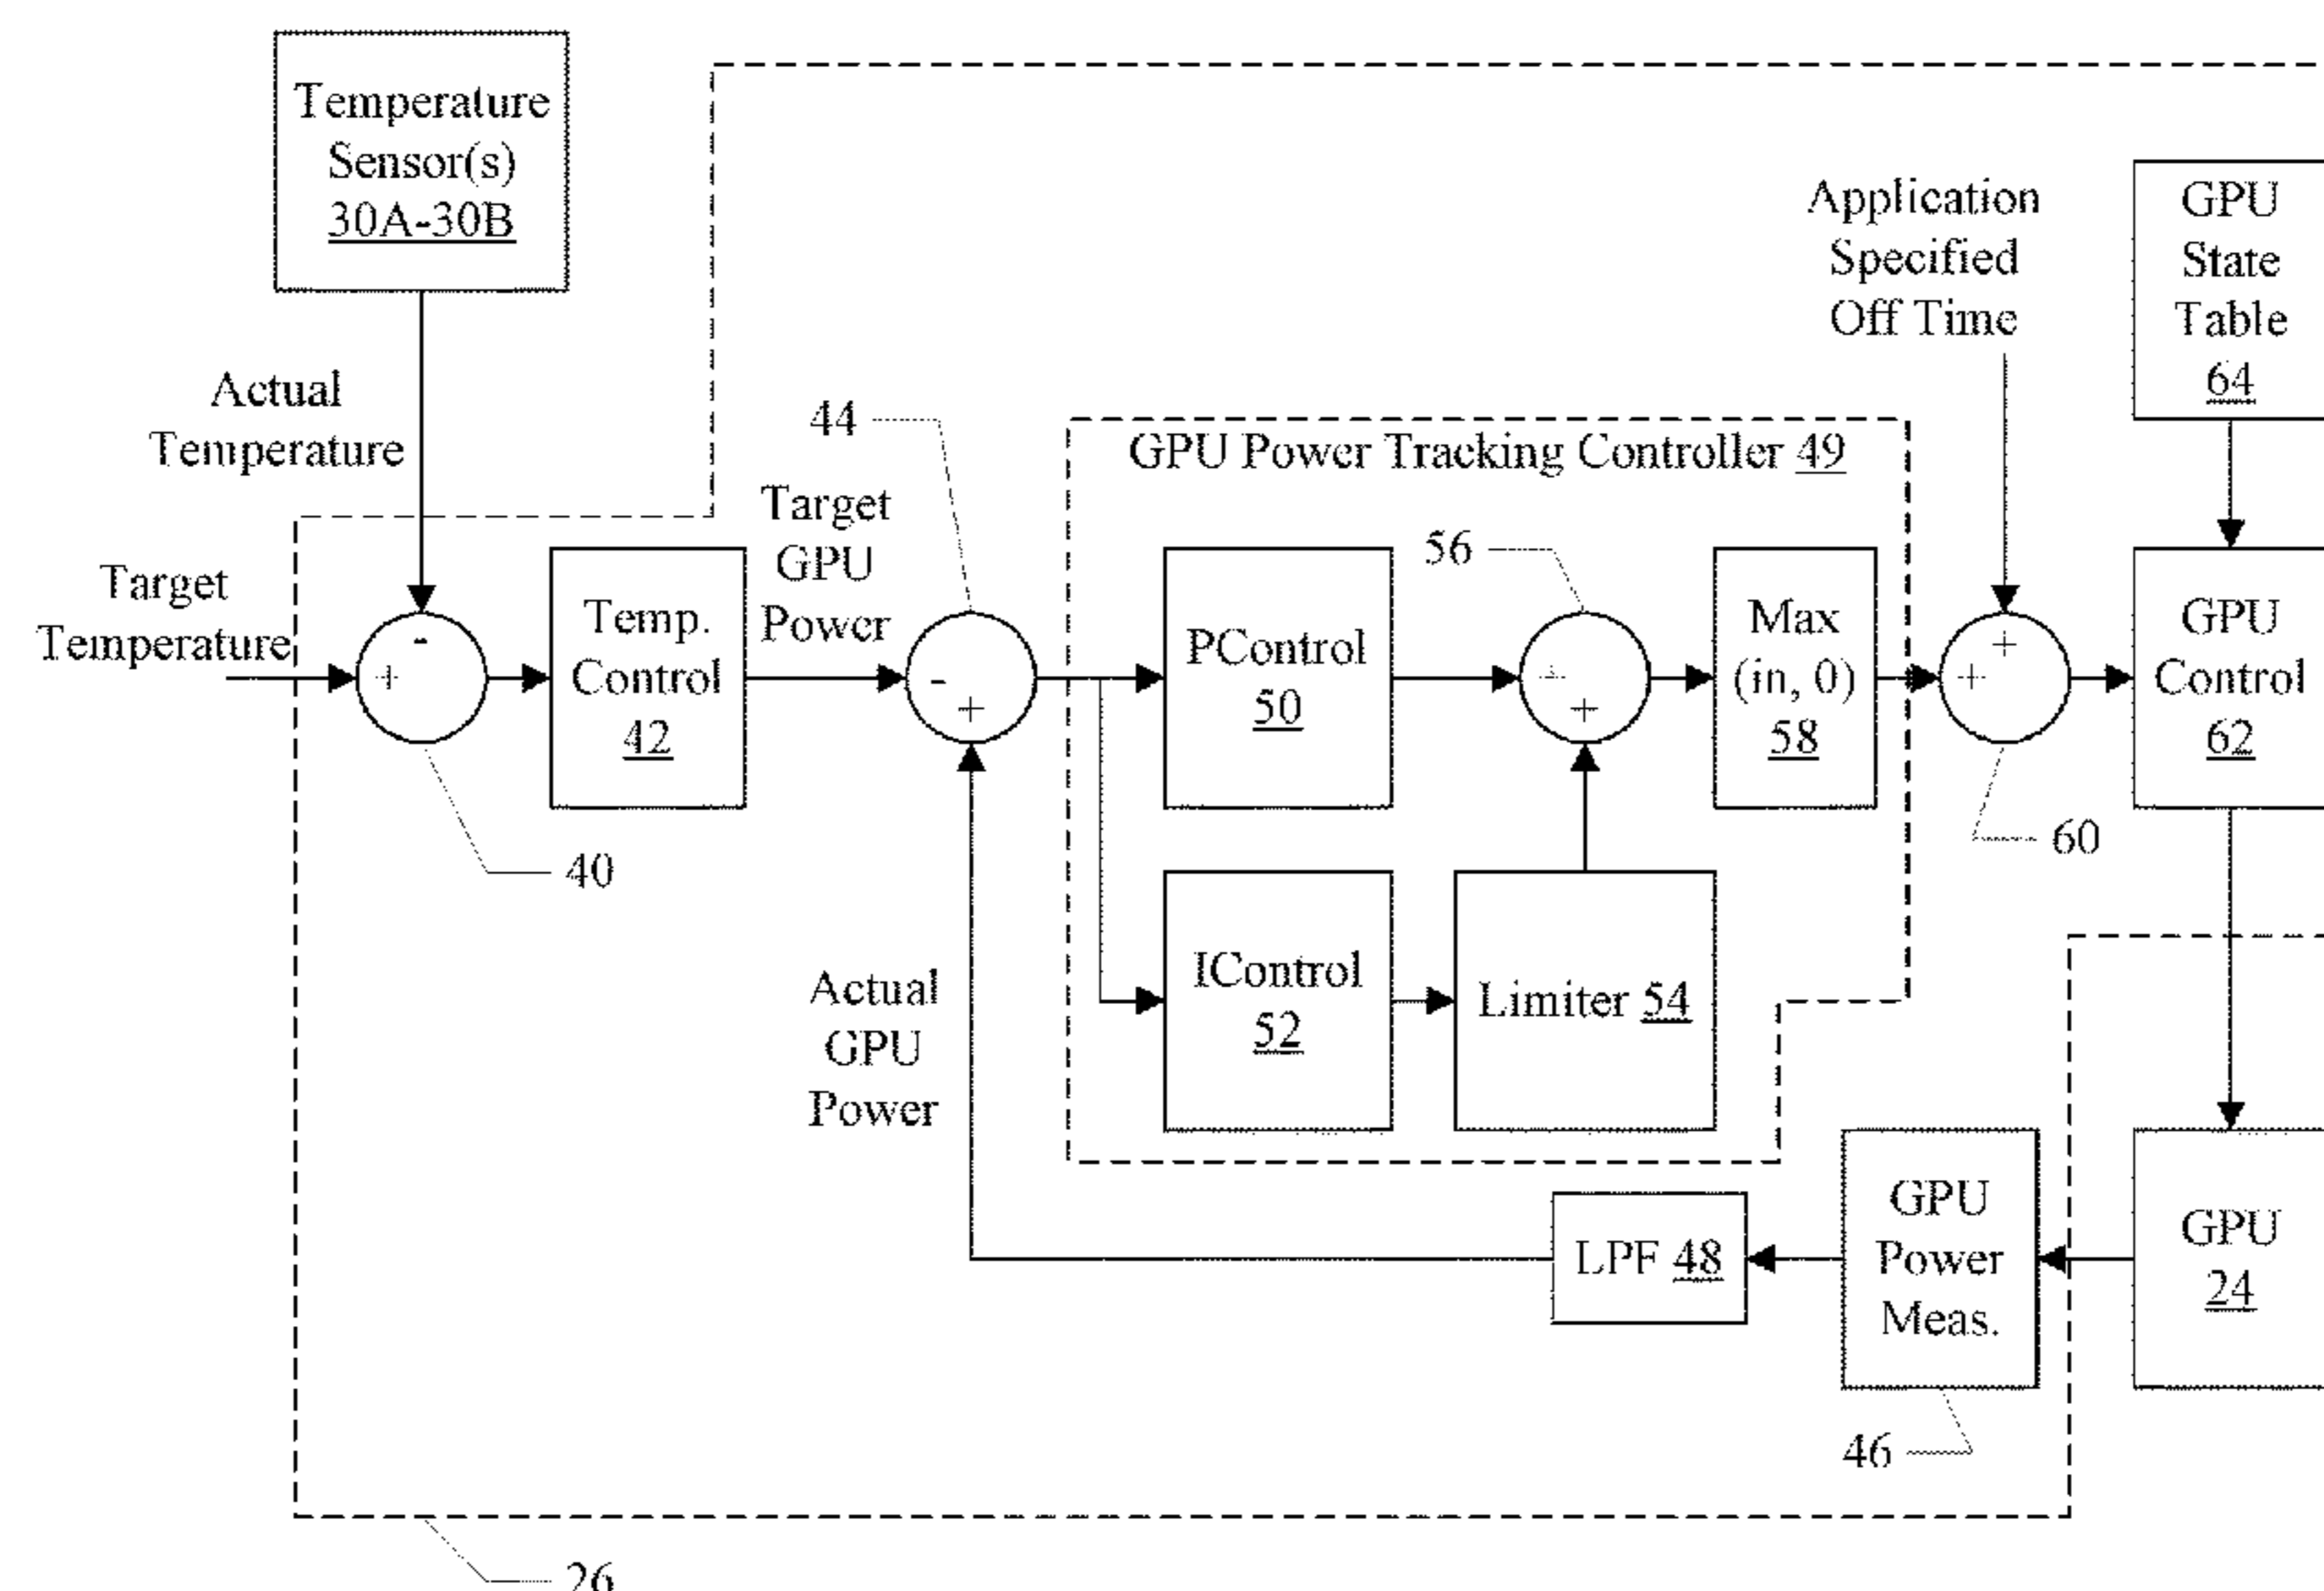 Temperature
Sensor(s)
30A-30B
Application
Specified
Off Time
GPU
State
Table
64
Actual
Temperature
44
GPU Power Tracking Controller 49
Target
GPU
Power
Target
Temperature
-
+
Temp.
Control
42
-
+
PControl
50
56
+
+
Max
(in, 0)
58
+
+
GPU
Control
62
40
60
Actual
GPU
Power
IControl
52
Limiter 54
LPF 48
GPU
Power
Meas.
GPU
24
46
26